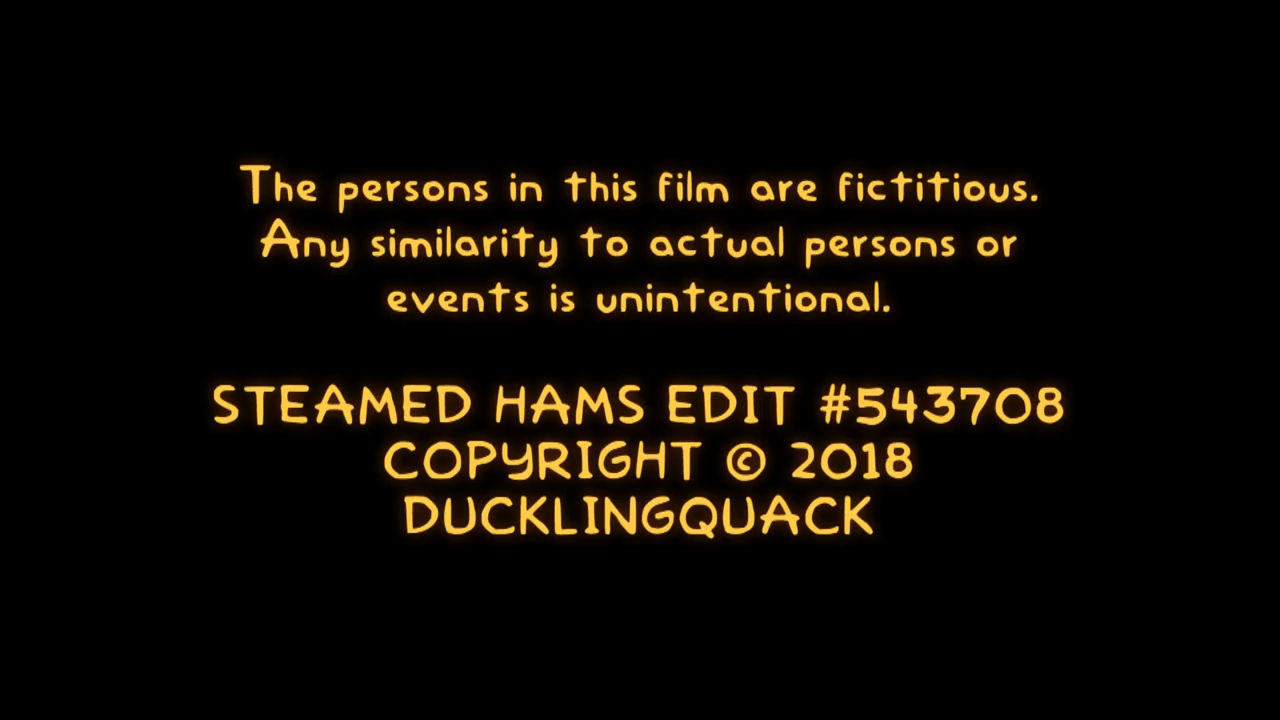 The persons in this film are fictitious.
Any similarity to actual persons or
events is unintentional.
STEAMED HAMS EDIT #543708
COPYRIGHT © 2018
DUCKLINGQUACK